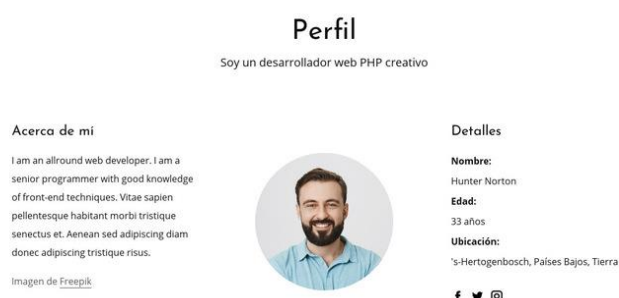 Perfil
Soy un desarrollador web PHP creativo
Acerca de mí
I am an allround web developer. I am a
senior programmer with good knowledge
of front-end techniques. Vitae sapien
pellentesque habitant morbi tristique
senectus et. Aenean sed adipiscing diam
donec adipiscing tristique risus.
Imagen de Freepik
Detalles
Nombre:
Hunter Norton
Edad:
33 años
Ubicación:
's-Hertogenbosch, Países Bajos, Tierra